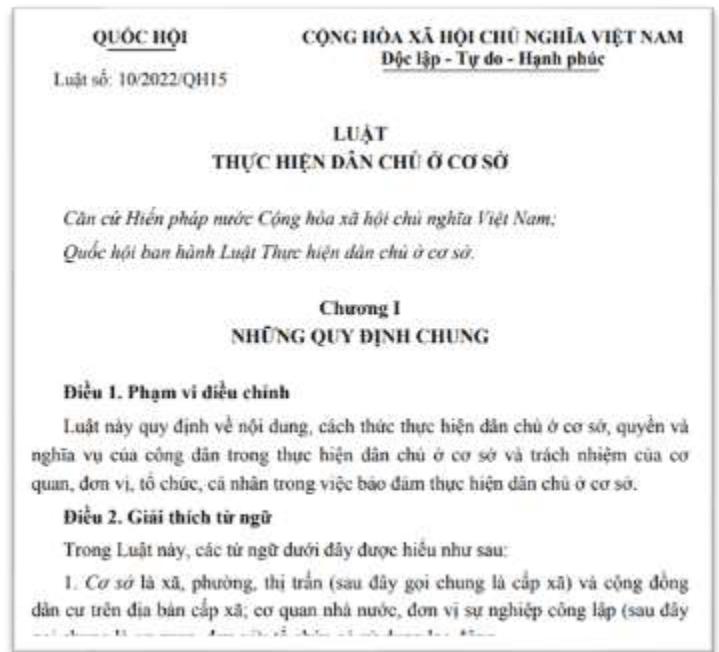 QUỐC HỘI
CỘNG HÒA XÃ HỘI CHỦ NGHĨA VIỆT NAM
Độc lập - Tự do - Hạnh phúc
Luật số: 10/2022/QH15
LUẬT
THỰC HIỆN DÂN CHỦ Ở CƠ SỞ
Căn cứ Hiến pháp nước Cộng hòa xã hội chủ nghĩa Việt Nam;
Quốc hội ban hành Luật Thực hiện dân chủ ở cơ sở.
Chương I
NHỮNG QUY ĐỊNH CHUNG
Điều 1. Phạm vi điều chỉnh
Luật này quy định về nội dung, cách thức thực hiện dân chủ ở cơ sở, quyền và
nghĩa vụ của công dân trong thực hiện dân chủ ở cơ sở và trách nhiệm của cơ
quan, đơn vị, tổ chức, cá nhân trong việc bảo đảm thực hiện dân chủ ở cơ sở.
Điều 2. Giải thích từ ngữ
Trong Luật này, các từ ngữ dưới đây được hiểu như sau:
1. Cơ sở là xã, phường, thị trấn (sau đây gọi chung là cấp xã) và cộng đồng
dân cư trên địa bàn cấp xã; cơ quan nhà nước, đơn vị sự nghiệp công lập (sau đây